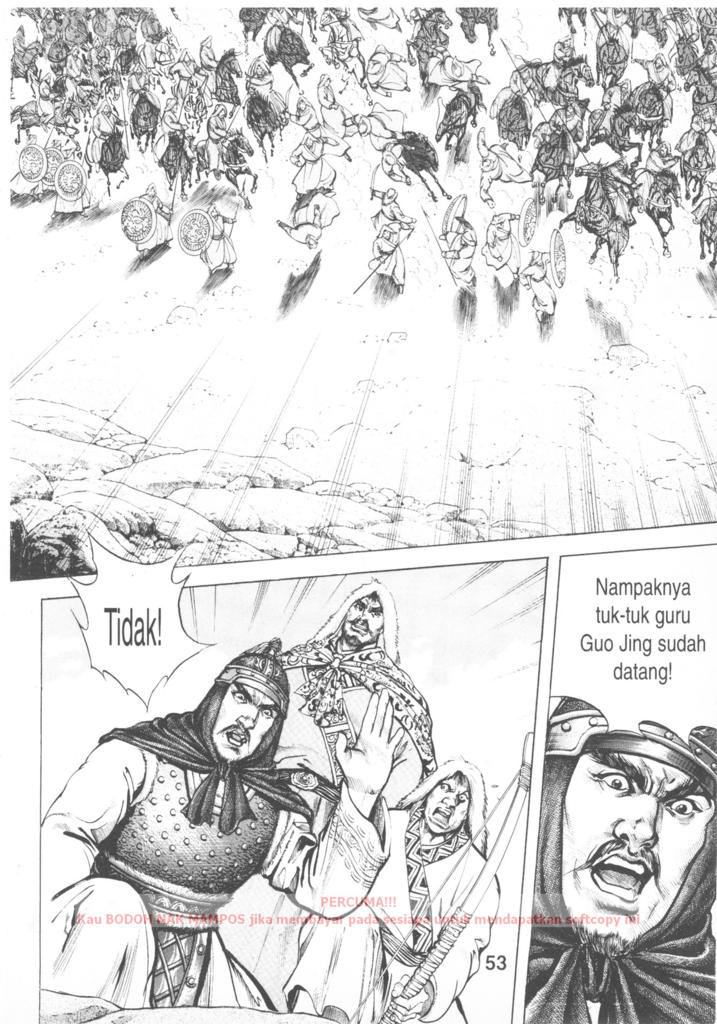 Tidak!
Nampaknya
tuk-tuk guru
Guo Jing sudah
datang!
PERCUMA!!!
Kau BODOH NAK MAMPOS jika membayar pada sesiapa untuk mendapatkan softcopy ini
53